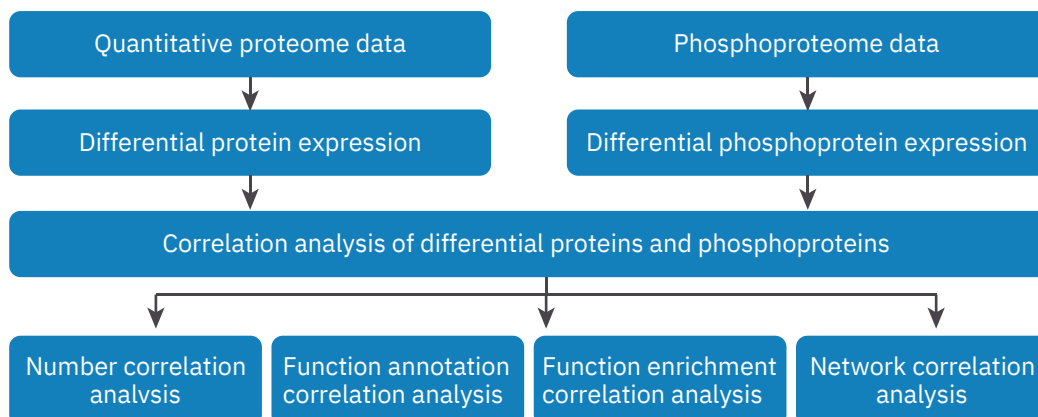 Quantitative proteome data
Phosphoproteome data
Differential protein expression
Differential phosphoprotein expression
Correlation analysis of differential proteins and phosphoproteins
Number correlation
analysis
Function annotation
correlation analysis
Function enrichment
correlation analysis
Network correlation
analysis